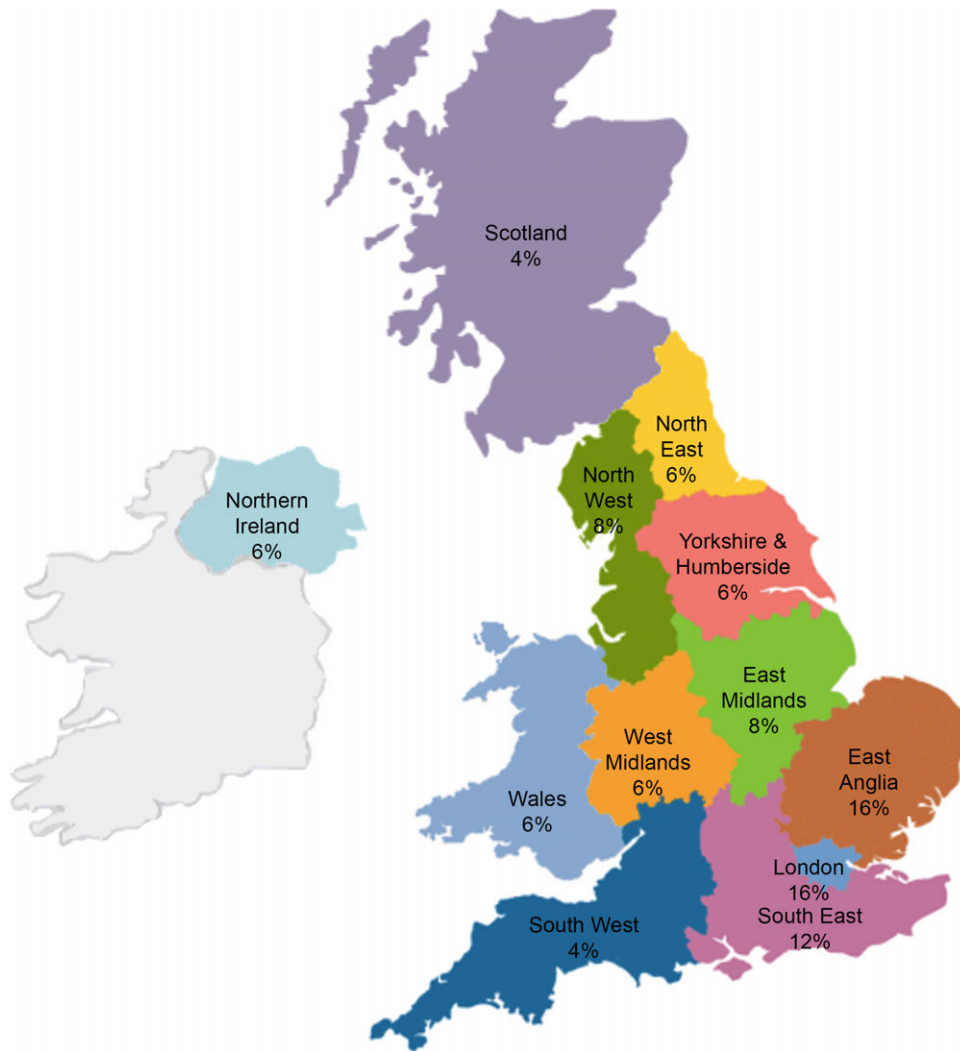 Scotland
4%
North
East
6%
North
West
8%
Northern
Ireland
6%
Yorkshire &
Humberside
6%
East
Midlands
8%
West
Midlands
6%
East
Anglia
16%
Wales
6%
London
16%
South East
12%
South West
4%